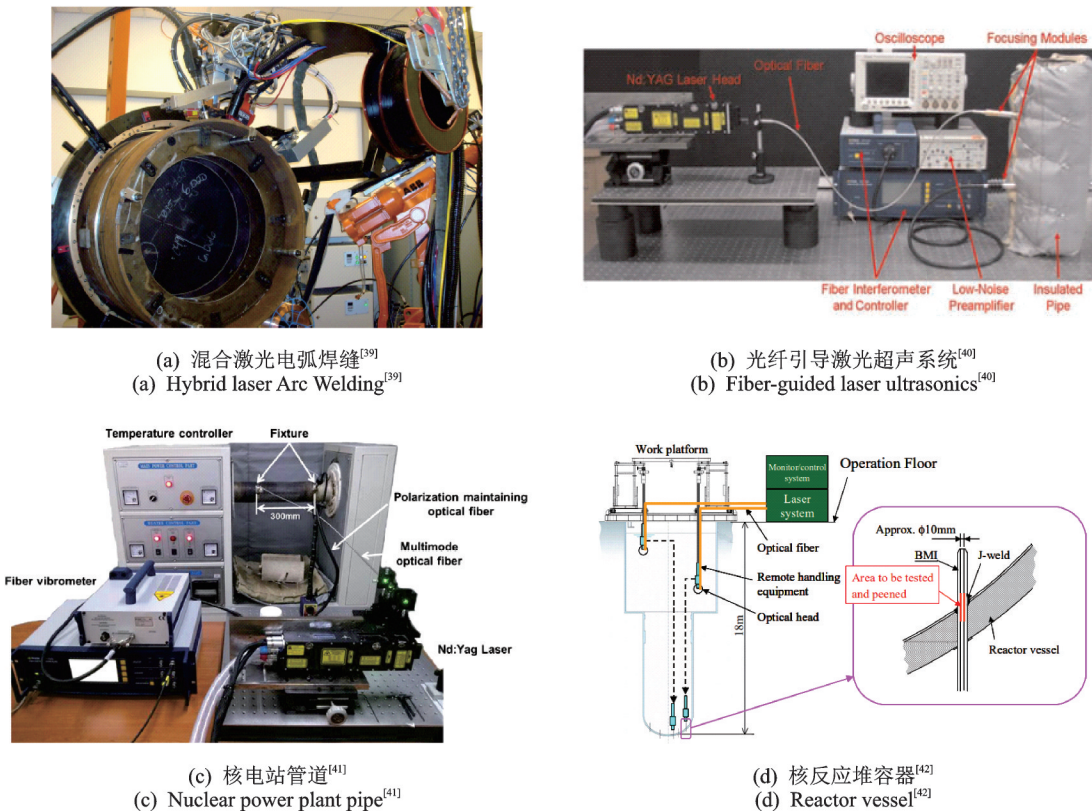 Oscilloscope
Focusing Modules
Optical Fiber
Nd:YAG Laser Head
ABB
Fiber Interferometer
and Controller
Low-Noise
Preamplifier
Insulated
Pipe
(a) 混合激光电弧焊缝[39]
(a) Hybrid laser Arc Welding[39]
(b) 光纤引导激光超声系统[40]
(b) Fiber-guided laser ultrasonics[40]
Temperature controller
Fixture
Polarization maintaining
optical fiber
300mm
Multimode
optical fiber
Fiber vibrometer
Nd:Yag Laser
(c) 核电站管道[41]
(c) Nuclear power plant pipe[41]
Work platform
Monitor/control
system
Laser
system
Operation Floor
Optical fiber
Remote handling
equipment
Optical head
18m
Approx. ϕ10mm
BMI
J-weld
Area to be tested
and peened
Reactor vessel
(d) 核反应堆容器[42]
(d) Reactor vessel[42]